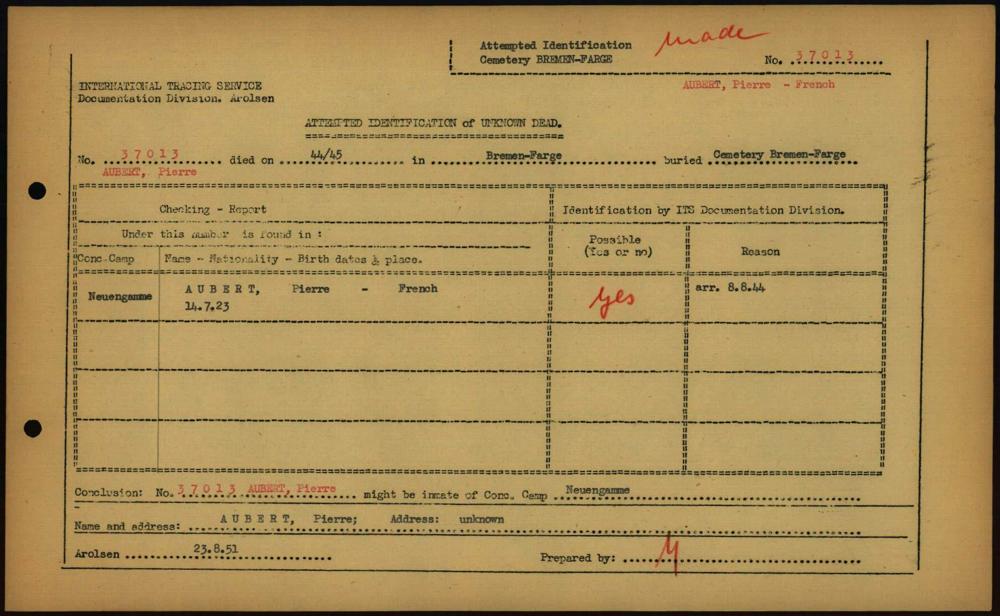 Attempted Identification made
Cemetery BREMEN-FARGE No. 37013
INTERNATIONAL TRACING SERVICE AUBERT, Pierre - French
Documentation Division. Arolsen
ATTEMPTED IDENTIFICATION of UNKNOWN DEAD.
No. 37013 died on 44/45 in Bremen-Farge buried Cemetery Bremen-Farge
AUBERT, Pierre
Checking - Report Identification by ITS Documentation Division.
Under this number is found in :
Possible
(Yes or no) Reason
Conc.Camp Name - Nationality - Birth dates & place.
Neuengamme AUBERT, Pierre - French yes arr. 8.8.44
14.7.23
Conclusion: No. 37013 AUBERT, Pierre might be inmate of Conc. Camp Neuengamme
Name and address: AUBERT, Pierre; Address: unknown
Arolsen 23.8.51 Prepared by: